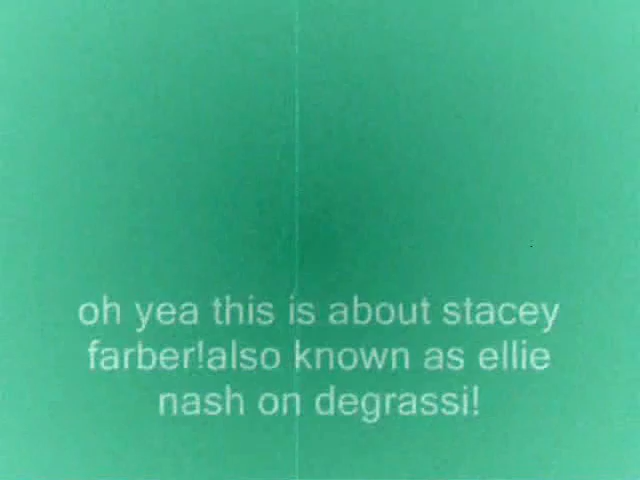 oh yea this is about stacey
farber!also known as ellie
nash on degrassi!